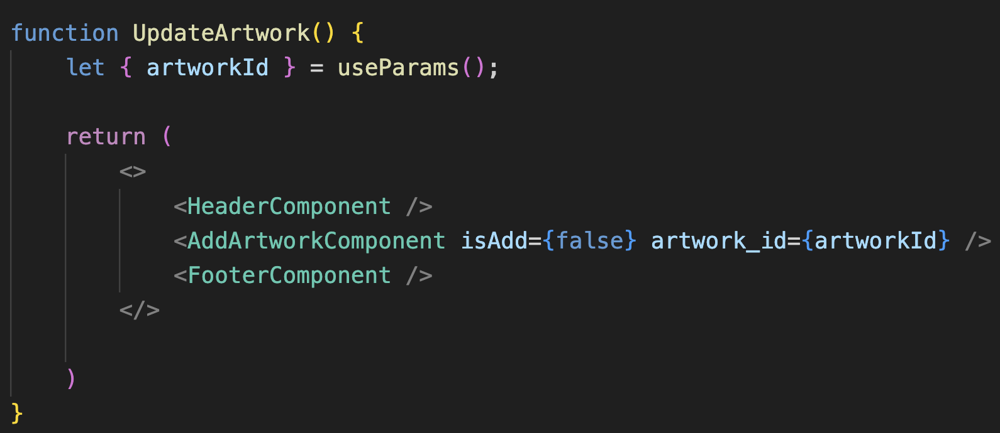 function UpdateArtwork() {
let { artworkId } = useParams();
return (
<>
<HeaderComponent />
<AddArtworkComponent isAdd={false} artwork_id={artworkId} />
<FooterComponent />
</>
)
}